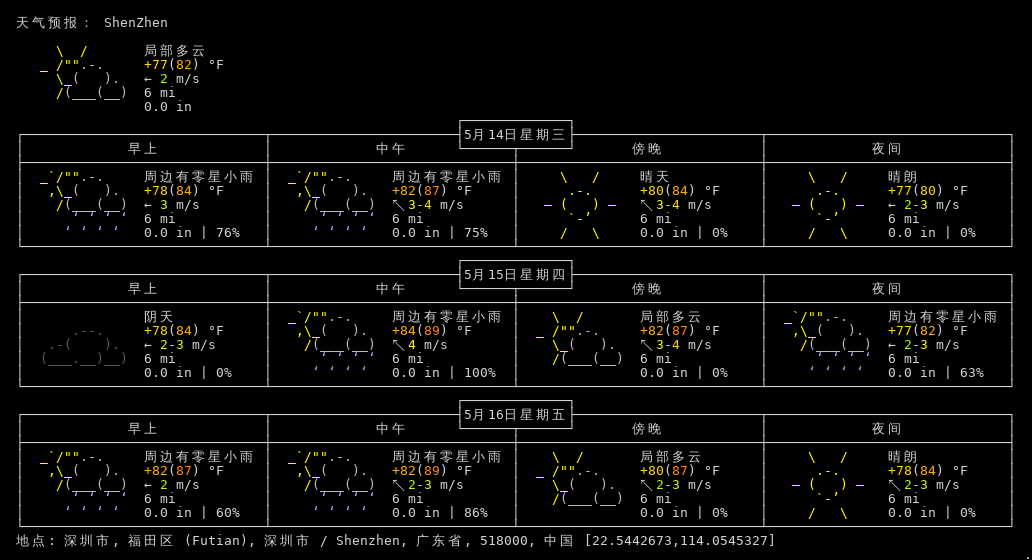 天气预报： ShenZhen
局部多云
+77(82) °F
← 2 m/s
6 mi
0.0 in
5月14日星期三
早上 中午 傍晚 夜间
周边有零星小雨 周边有零星小雨 晴天 晴朗
+78(84) °F +82(87) °F +80(84) °F +77(80) °F
← 3 m/s ↖ 3-4 m/s ↖ 3-4 m/s ← 2-3 m/s
6 mi 6 mi 6 mi 6 mi
0.0 in | 76% 0.0 in | 75% 0.0 in | 0% 0.0 in | 0%
5月15日星期四
早上 中午 傍晚 夜间
阴天 周边有零星小雨 局部多云 周边有零星小雨
+78(84) °F +84(89) °F +82(87) °F +77(82) °F
← 2-3 m/s ↖ 4 m/s ↖ 3-4 m/s ← 2-3 m/s
6 mi 6 mi 6 mi 6 mi
0.0 in | 0% 0.0 in | 100% 0.0 in | 0% 0.0 in | 63%
5月16日星期五
早上 中午 傍晚 夜间
周边有零星小雨 周边有零星小雨 局部多云 晴朗
+82(87) °F +82(89) °F +80(87) °F +78(84) °F
← 2 m/s ↖ 2-3 m/s ↖ 2-3 m/s ↖ 2-3 m/s
6 mi 6 mi 6 mi 6 mi
0.0 in | 60% 0.0 in | 86% 0.0 in | 0% 0.0 in | 0%
地点: 深圳市, 福田区 (Futian), 深圳市 / Shenzhen, 广东省, 518000, 中国 [22.5442673,114.0545327]